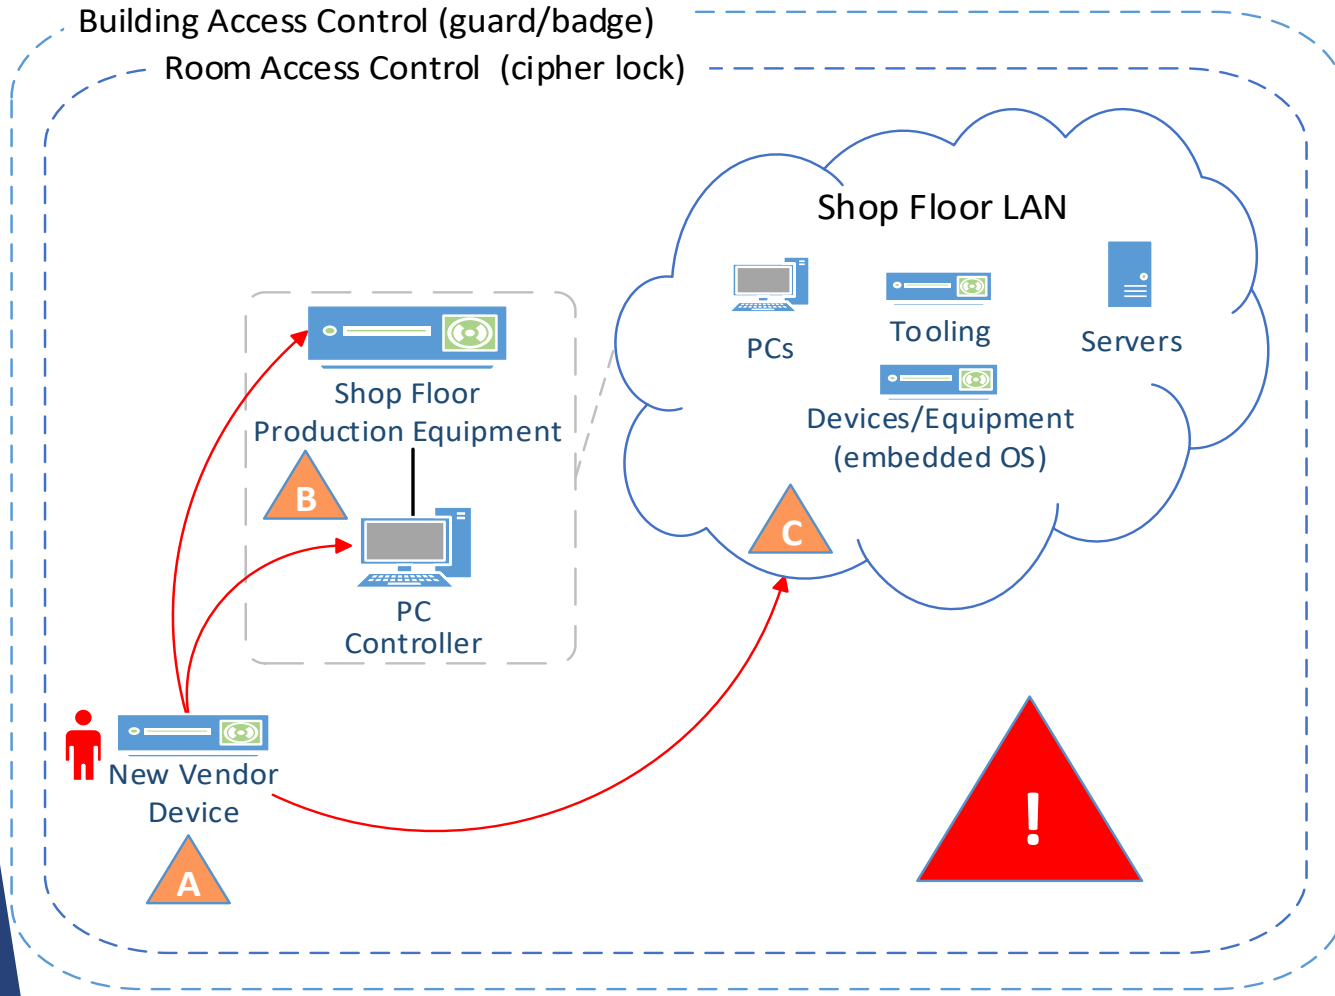 Building Access Control (guard/badge)
Room Access Control (cipher lock)
Shop Floor LAN
PCs
Tooling
Servers
Devices/Equipment
(embedded OS)
C
Shop Floor
Production Equipment
B
PC
Controller
New Vendor
Device
A
!